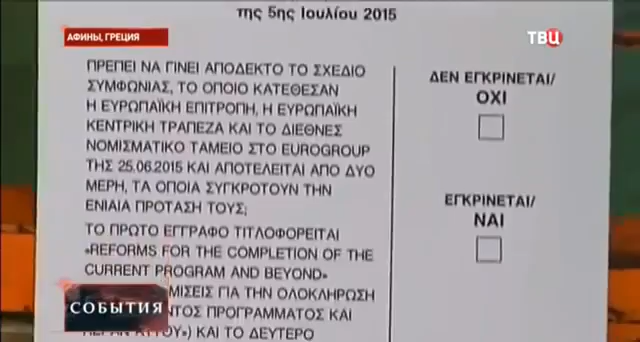 της 5ης Ιουλίου 2015
АФИНЫ, ГРЕЦИЯ
ТВЦ
ΠΡΕΠΕΙ ΝΑ ΓΙΝΕΙ ΑΠΟΔΕΚΤΟ ΤΟ ΣΧΕΔΙΟ
ΣΥΜΦΩΝΙΑΣ, ΤΟ ΟΠΟΙΟ ΚΑΤΕΘΕΣΑΝ
Η ΕΥΡΩΠΑΪΚΗ ΕΠΙΤΡΟΠΗ, Η ΕΥΡΩΠΑΪΚΗ
ΚΕΝΤΡΙΚΗ ΤΡΑΠΕΖΑ ΚΑΙ ΤΟ ΔΙΕΘΝΕΣ
ΝΟΜΙΣΜΑΤΙΚΟ ΤΑΜΕΙΟ ΣΤΟ EUROGROUP
ΤΗΣ 25.06.2015 ΚΑΙ ΑΠΟΤΕΛΕΙΤΑΙ ΑΠΟ ΔΥΟ
ΜΕΡΗ, ΤΑ ΟΠΟΙΑ ΣΥΓΚΡΟΤΟΥΝ ΤΗΝ
ΕΝΙΑΙΑ ΠΡΟΤΑΣΗ ΤΟΥΣ;
ΤΟ ΠΡΩΤΟ ΕΓΓΡΑΦΟ ΤΙΤΛΟΦΟΡΕΙΤΑΙ
«REFORMS FOR THE COMPLETION OF THE
CURRENT PROGRAM AND BEYOND»
ΜΙΣΕΙΣ ΓΙΑ ΤΗΝ ΟΛΟΚΛΗΡΩΣΗ
ΝΤΟΣ ΠΡΟΓΡΑΜΜΑΤΟΣ ΚΑΙ
ΚΑΙ ΤΟ ΔΕΥΤΕΡΟ
ΔΕΝ ΕΓΚΡΙΝΕΤΑΙ/
ΟΧΙ
ΕΓΚΡΙΝΕΤΑΙ/
ΝΑΙ
СОБЫТИЯ